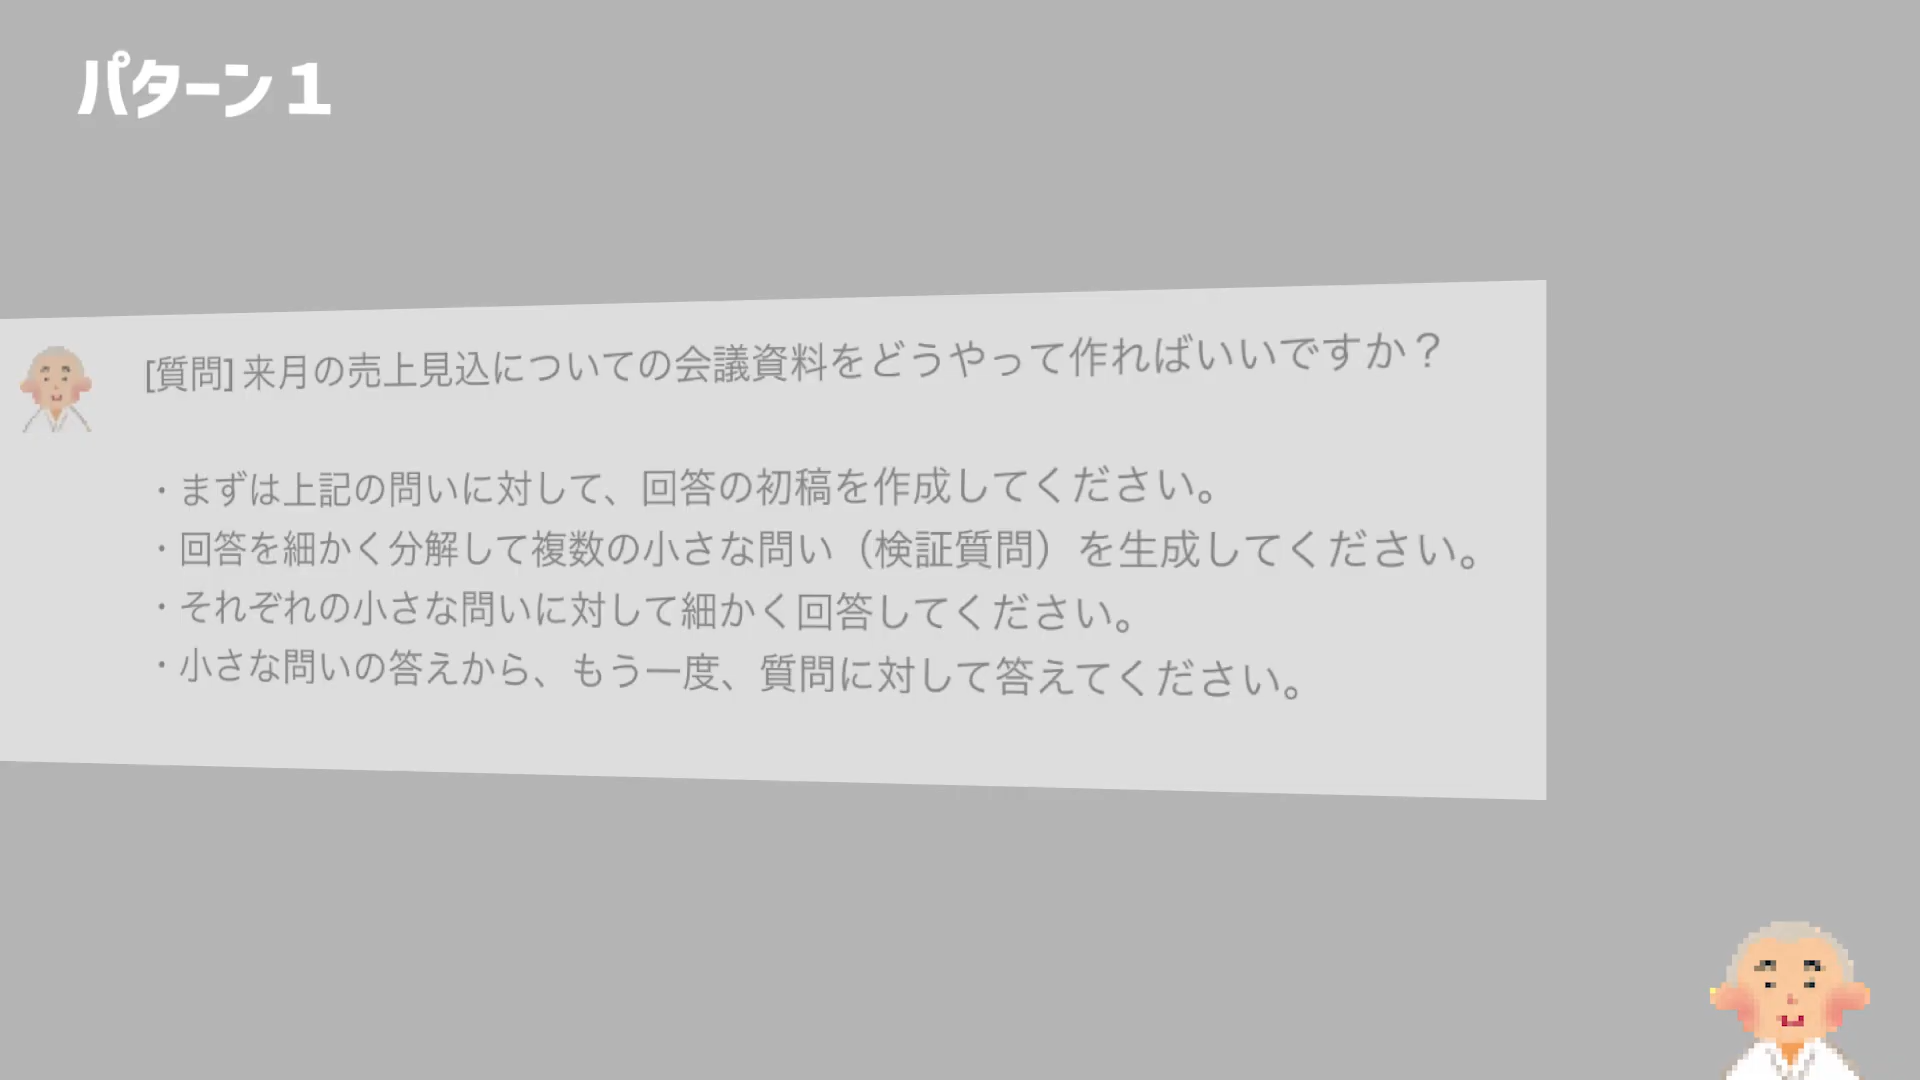 パターン１
[質問] 来月の売上見込についての会議資料をどうやって作ればいいですか？
・まずは上記の問いに対して、回答の初稿を作成してください。
・回答を細かく分解して複数の小さな問い（検証質問）を生成してください。
・それぞれの小さな問いに対して細かく回答してください。
・小さな問いの答えから、もう一度、質問に対して答えてください。